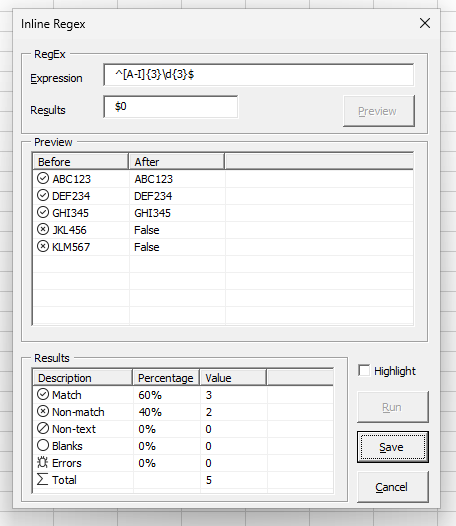 Inline Regex
RegEx
Expression ^[A-I]{3}\d{3}$
Results $0 Preview
Preview
Before After
ABC123 ABC123
DEF234 DEF234
GHI345 GHI345
JKL456 False
KLM567 False
Results
Description Percentage Value
Match 60% 3
Non-match 40% 2
Non-text 0% 0
Blanks 0% 0
Errors 0% 0
Total 5
Highlight
Run
Save
Cancel